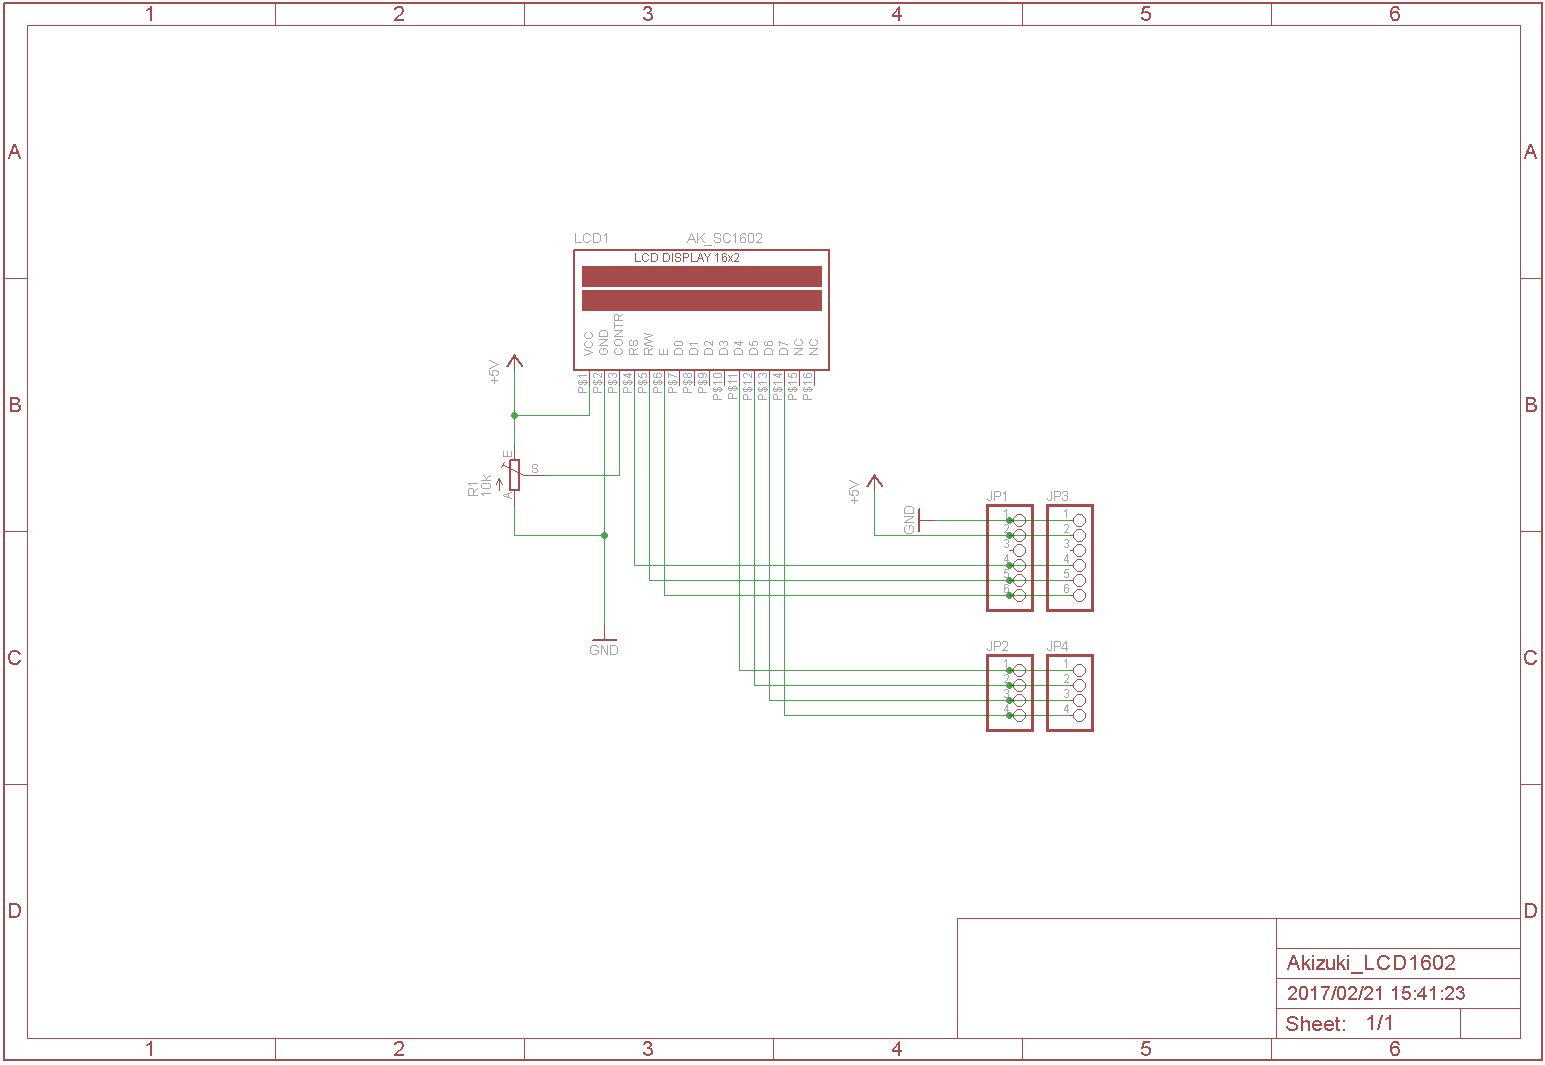 1 2 3 4 5 6
A A
LCD1 AK_SC1602
LCD DISPLAY 16x2
VCC GND CONTR RS R/W E D0 D1 D2 D3 D4 D5 D6 D7 NC NC
P$1 P$2 P$3 P$4 P$5 P$6 P$7 P$8 P$9 P$10 P$11 P$12 P$13 P$14 P$15 P$16
+5V
B B
E
S
A
R1
10k
+5V
GND
JP1 JP3
1 1
2 2
3 3
4 4
5 5
6 6
GND
JP2 JP4
1 1
2 2
3 3
4 4
C C
D D
Akizuki_LCD1602
2017/02/21 15:41:23
Sheet: 1/1
1 2 3 4 5 6